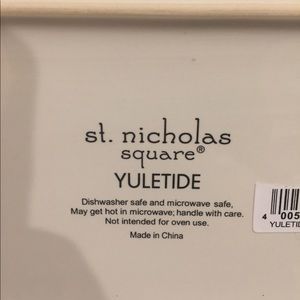 st. nicholas
square®
YULETIDE
Dishwasher safe and microwave safe,
May get hot in microwave; handle with care.
Not intended for oven use.
Made in China
4 005